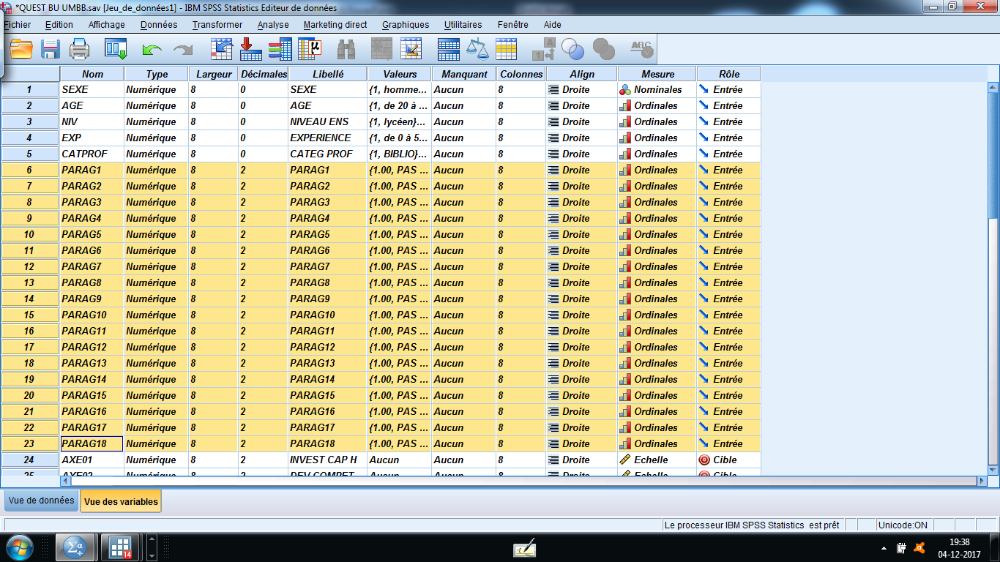 *QUEST BU UMBB.sav [Jeu_de_données1] - IBM SPSS Statistics Editeur de données
Fichier Edition Affichage Données Transformer Analyse Marketing direct Graphiques Utilitaires Fenêtre Aide
Nom Type Largeur Décimales Libellé Valeurs Manquant Colonnes Align Mesure Rôle
1 SEXE Numérique 8 0 SEXE {1, homme... Aucun 8 Droite Nominales Entrée
2 AGE Numérique 8 0 AGE {1, de 20 à ... Aucun 8 Droite Ordinales Entrée
3 NIV Numérique 8 0 NIVEAU ENS {1, lycéen}... Aucun 8 Droite Ordinales Entrée
4 EXP Numérique 8 0 EXPERIENCE {1, de 0 à 5... Aucun 8 Droite Ordinales Entrée
5 CATPROF Numérique 8 0 CATEG PROF {1, BIBLIO}... Aucun 8 Droite Ordinales Entrée
6 PARAG1 Numérique 8 2 PARAG1 {1.00, PAS ... Aucun 8 Droite Ordinales Entrée
7 PARAG2 Numérique 8 2 PARAG2 {1.00, PAS ... Aucun 8 Droite Ordinales Entrée
8 PARAG3 Numérique 8 2 PARAG3 {1.00, PAS ... Aucun 8 Droite Ordinales Entrée
9 PARAG4 Numérique 8 2 PARAG4 {1.00, PAS ... Aucun 8 Droite Ordinales Entrée
10 PARAG5 Numérique 8 2 PARAG5 {1.00, PAS ... Aucun 8 Droite Ordinales Entrée
11 PARAG6 Numérique 8 2 PARAG6 {1.00, PAS ... Aucun 8 Droite Ordinales Entrée
12 PARAG7 Numérique 8 2 PARAG7 {1.00, PAS ... Aucun 8 Droite Ordinales Entrée
13 PARAG8 Numérique 8 2 PARAG8 {1.00, PAS ... Aucun 8 Droite Ordinales Entrée
14 PARAG9 Numérique 8 2 PARAG9 {1.00, PAS ... Aucun 8 Droite Ordinales Entrée
15 PARAG10 Numérique 8 2 PARAG10 {1.00, PAS ... Aucun 8 Droite Ordinales Entrée
16 PARAG11 Numérique 8 2 PARAG11 {1.00, PAS ... Aucun 8 Droite Ordinales Entrée
17 PARAG12 Numérique 8 2 PARAG12 {1.00, PAS ... Aucun 8 Droite Ordinales Entrée
18 PARAG13 Numérique 8 2 PARAG13 {1.00, PAS ... Aucun 8 Droite Ordinales Entrée
19 PARAG14 Numérique 8 2 PARAG14 {1.00, PAS ... Aucun 8 Droite Ordinales Entrée
20 PARAG15 Numérique 8 2 PARAG15 {1.00, PAS ... Aucun 8 Droite Ordinales Entrée
21 PARAG16 Numérique 8 2 PARAG16 {1.00, PAS ... Aucun 8 Droite Ordinales Entrée
22 PARAG17 Numérique 8 2 PARAG17 {1.00, PAS ... Aucun 8 Droite Ordinales Entrée
23 PARAG18 Numérique 8 2 PARAG18 {1.00, PAS ... Aucun 8 Droite Ordinales Entrée
24 AXE01 Numérique 8 2 INVEST CAP H Aucun Aucun 8 Droite Echelle Cible
25 AXE02 Numérique 8 2 DEV COMPET Aucun Aucun 8 Droite Echelle Cible
Vue de données Vue des variables
Le processeur IBM SPSS Statistics est prêt Unicode:ON
14
19:38
04-12-2017